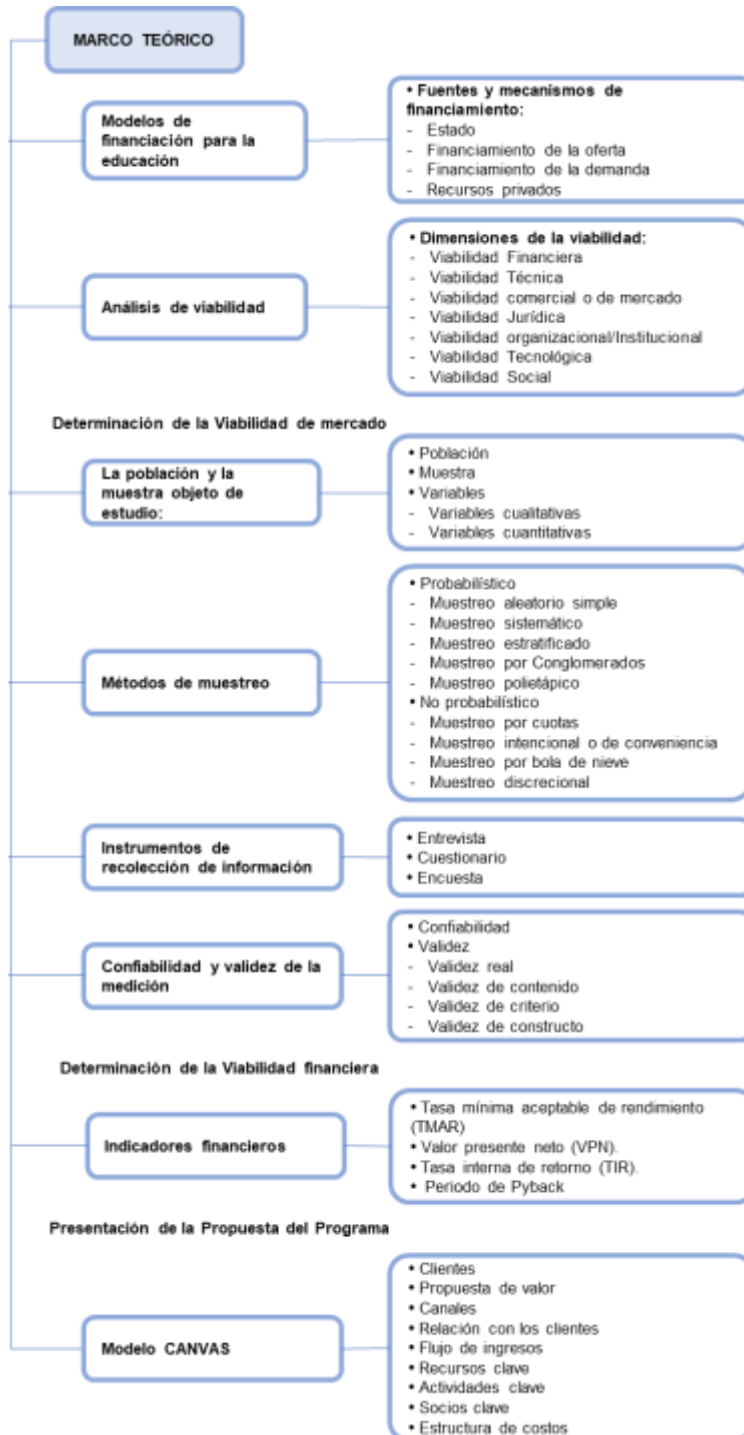 MARCO TEÓRICO
Modelos de
financiación para la
educación
• Fuentes y mecanismos de
financiamiento:
- Estado
- Financiamiento de la oferta
- Financiamiento de la demanda
- Recursos privados
Análisis de viabilidad
• Dimensiones de la viabilidad:
- Viabilidad Financiera
- Viabilidad Técnica
- Viabilidad comercial o de mercado
- Viabilidad Jurídica
- Viabilidad organizacional/Institucional
- Viabilidad Tecnológica
- Viabilidad Social
Determinación de la Viabilidad de mercado
La población y la
muestra objeto de
estudio:
• Población
• Muestra
• Variables
- Variables cualitativas
- Variables cuantitativas
Métodos de muestreo
• Probabilístico
- Muestreo aleatorio simple
- Muestreo sistemático
- Muestreo estratificado
- Muestreo por Conglomerados
- Muestreo polietápico
• No probabilístico
- Muestreo por cuotas
- Muestreo intencional o de conveniencia
- Muestreo por bola de nieve
- Muestreo discrecional
Instrumentos de
recolección de información
• Entrevista
• Cuestionario
• Encuesta
Confiabilidad y validez de la
medición
• Confiabilidad
• Validez
- Validez real
- Validez de contenido
- Validez de criterio
- Validez de constructo
Determinación de la Viabilidad financiera
Indicadores financieros
• Tasa mínima aceptable de rendimiento
(TMAR)
• Valor presente neto (VPN).
• Tasa interna de retorno (TIR).
• Periodo de Pyback
Presentación de la Propuesta del Programa
Modelo CANVAS
• Clientes
• Propuesta de valor
• Canales
• Relación con los clientes
• Flujo de ingresos
• Recursos clave
• Actividades clave
• Socios clave
• Estructura de costos